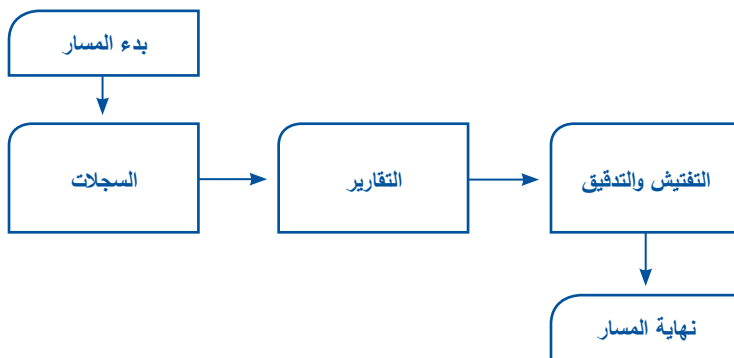 بدء المسار
السجلات
التقارير
التفتيش والتدقيق
نهاية المسار